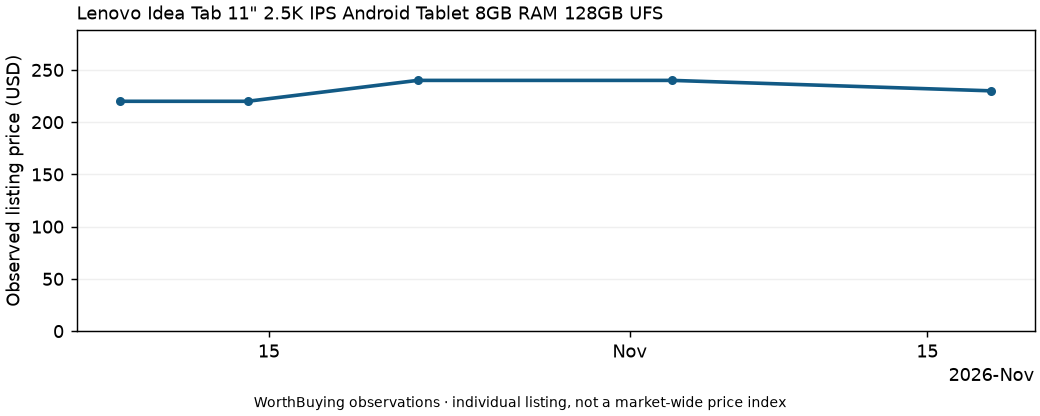 Lenovo Idea Tab 11" 2.5K IPS Android Tablet 8GB RAM 128GB UFS
Observed listing price (USD)
250
200
150
100
50
0
15
Nov
15
2026-Nov
WorthBuying observations · individual listing, not a market-wide price index